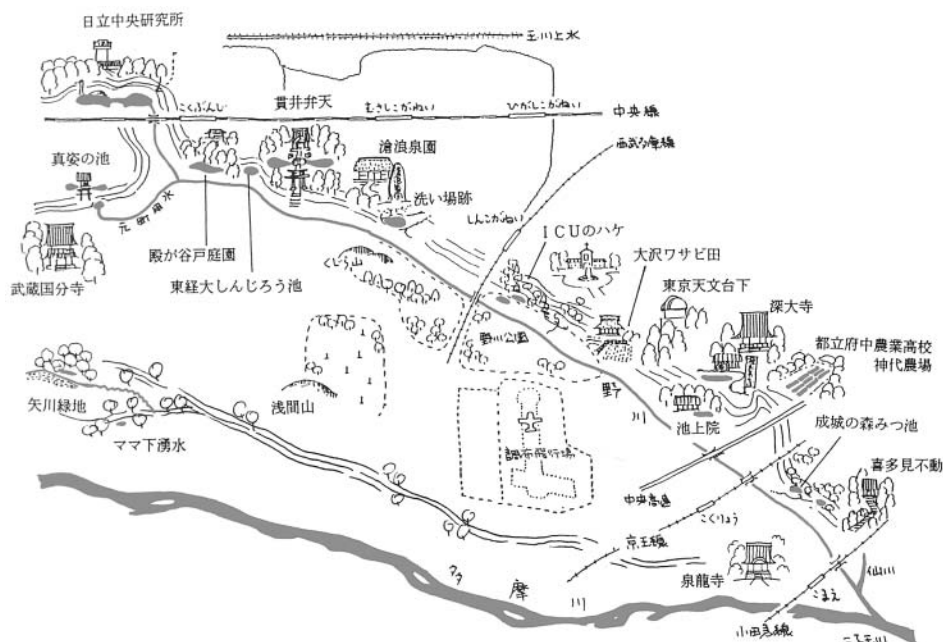 日立中央研究所
玉川上水
こくぶんじ
貫井弁天
むさしこがねい
ひがしこがねい
中央線
西武多摩線
真姿の池
滄浪泉園
洗い場跡
しんこがねい
ICUのハケ
元町用水
大沢ワサビ田
殿が谷戸庭園
くじら山
東京天文台下
武蔵国分寺
東経大しんじろう池
深大寺
都立府中農業高校
神代農場
野川公園
野川
矢川緑地
浅間山
池上院
成城の森みつ池
ママ下湧水
調布飛行場
喜多見不動
中央高速
こくりょう
京王線
泉龍寺
仙川
多摩川
こまえ
小田急線